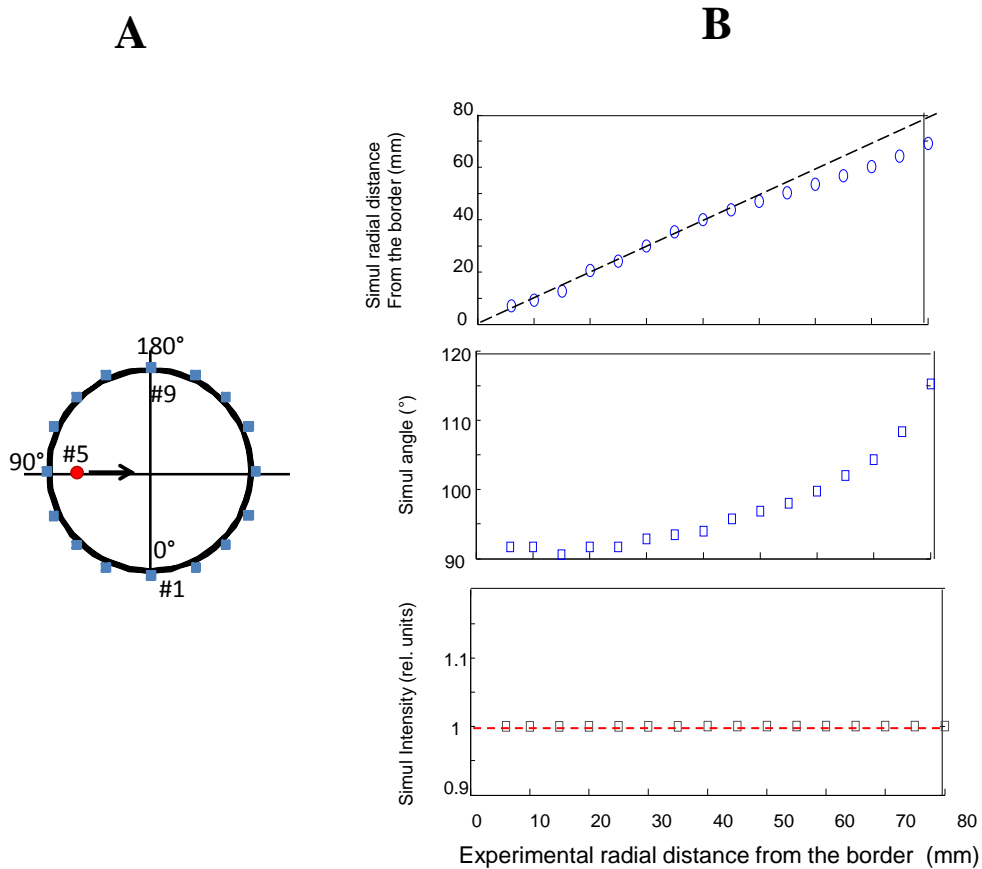 A
B
180°
#9
90°
#5
0°
#1
Simul radial distance
From the border (mm)
80
60
40
20
0
Simul angle (°)
120
110
100
90
Simul Intensity (rel. units)
1.1
1
0.9
0 10 20 30 40 50 60 70 80
Experimental radial distance from the border (mm)